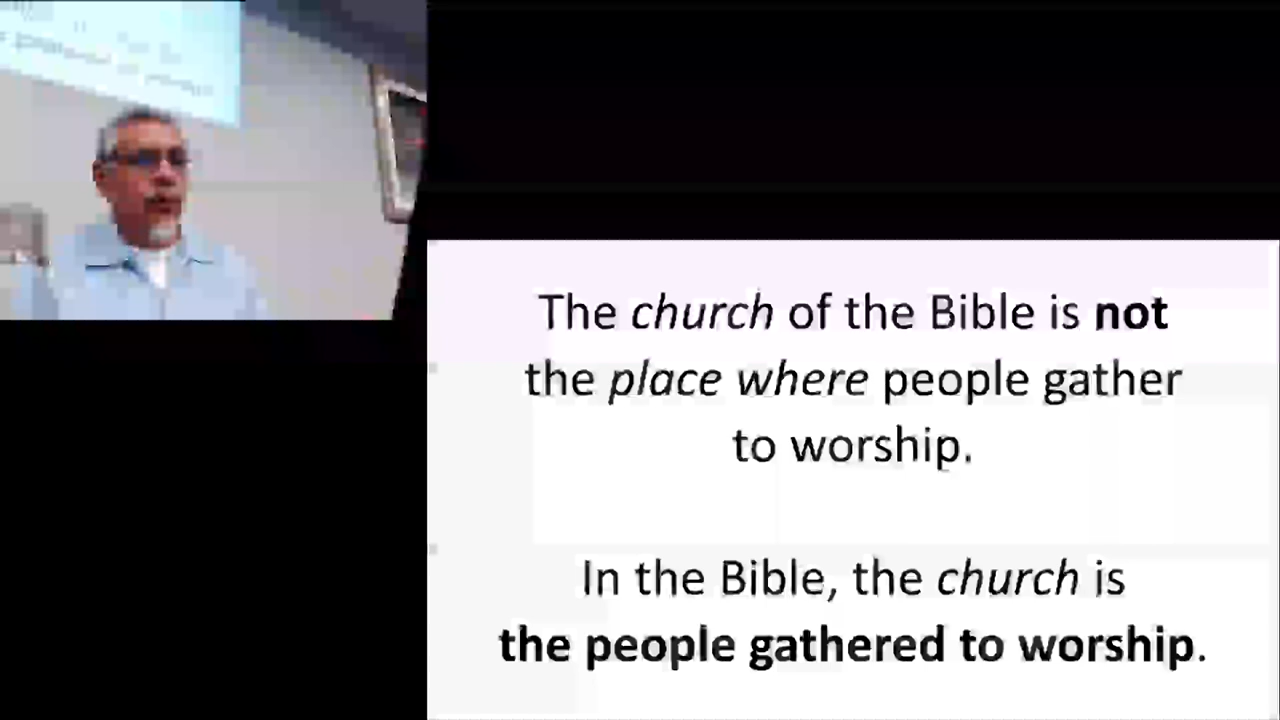 The church of the Bible is not
the place where people gather
to worship.
In the Bible, the church is
the people gathered to worship.